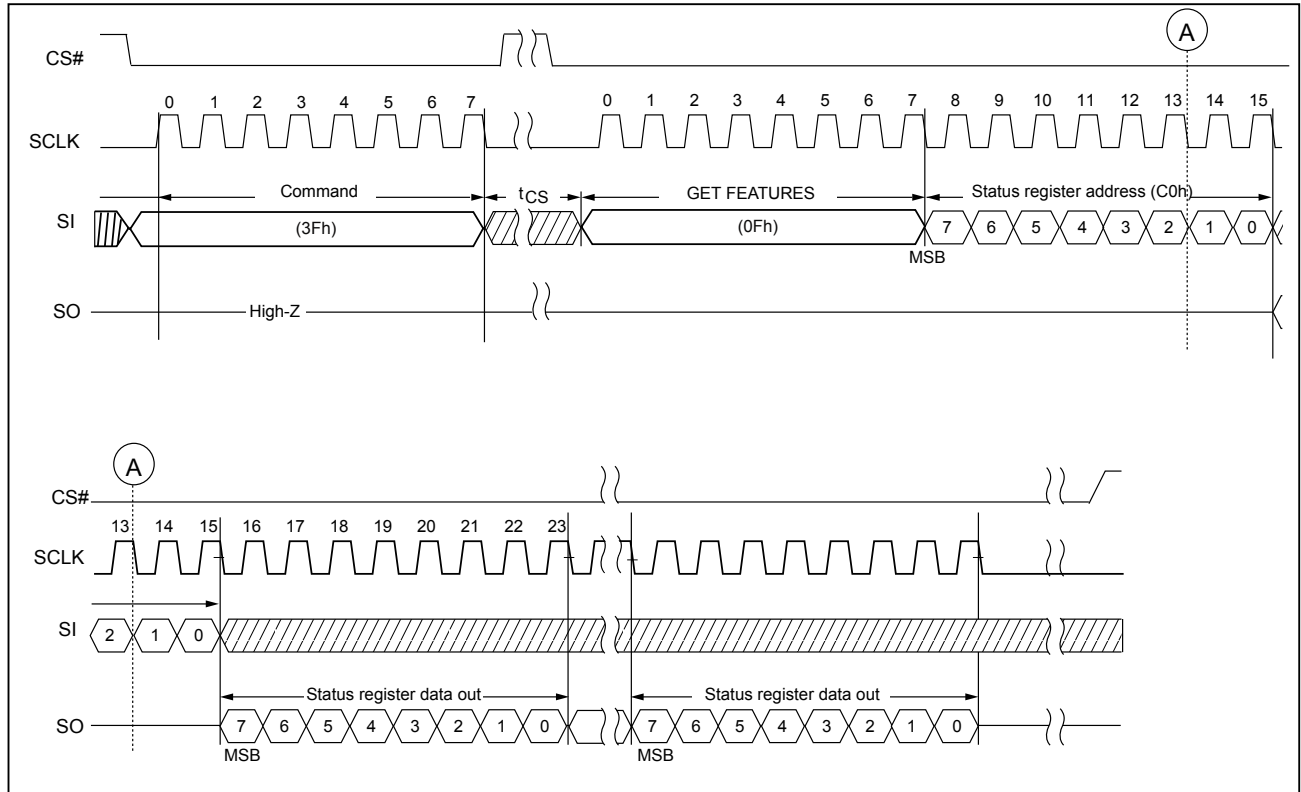 A
CS#
0 1 2 3 4 5 6 7 0 1 2 3 4 5 6 7 8 9 10 11 12 13 14 15
SCLK
Command tCS GET FEATURES Status register address (C0h)
SI (3Fh) (0Fh) 7 6 5 4 3 2 1 0
MSB
SO High-Z
A
CS#
13 14 15 16 17 18 19 20 21 22 23
SCLK
SI 2 1 0
Status register data out Status register data out
SO 7 6 5 4 3 2 1 0 7 6 5 4 3 2 1 0
MSB MSB